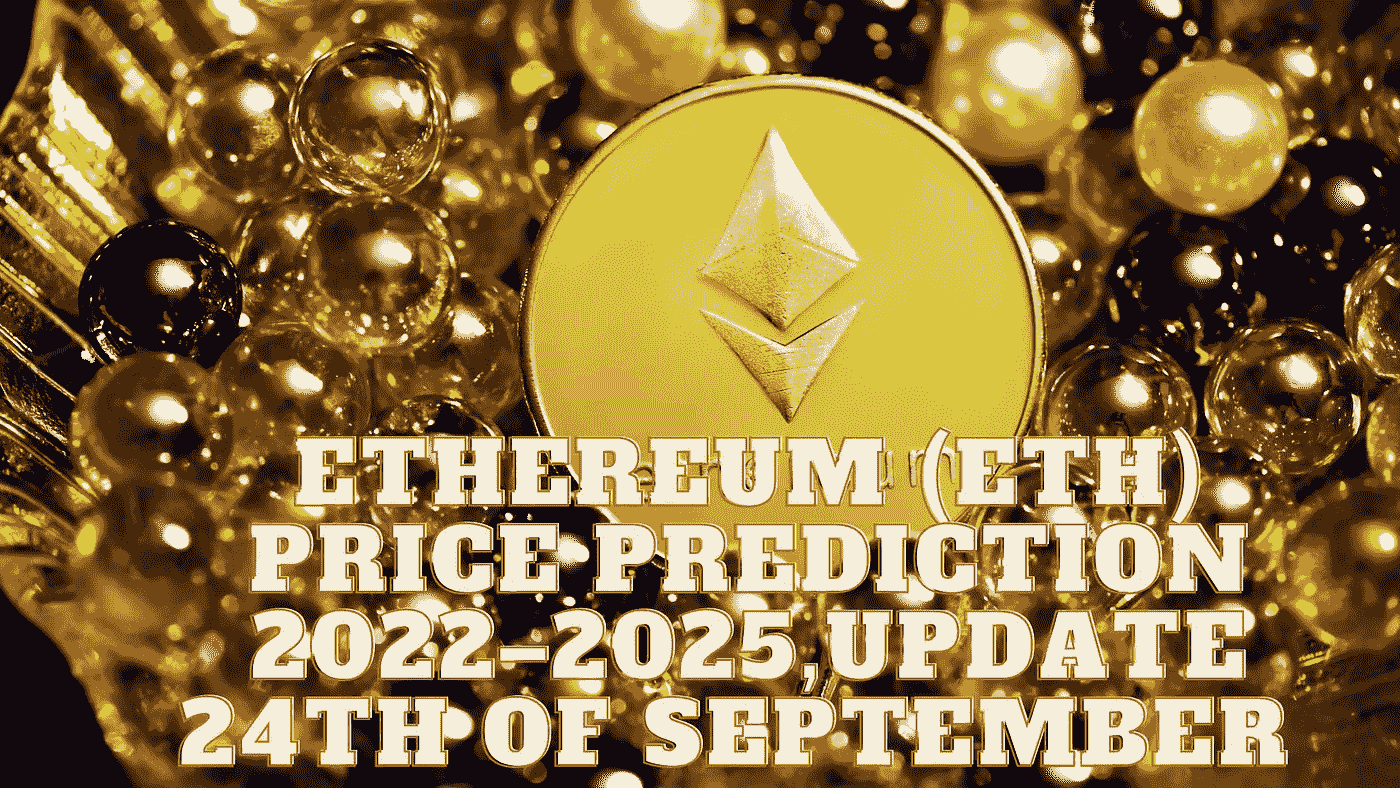 ETHEREUM (ETH)
PRICE PREDICTION
2022-2025,UPDATE
24TH OF SEPTEMBER